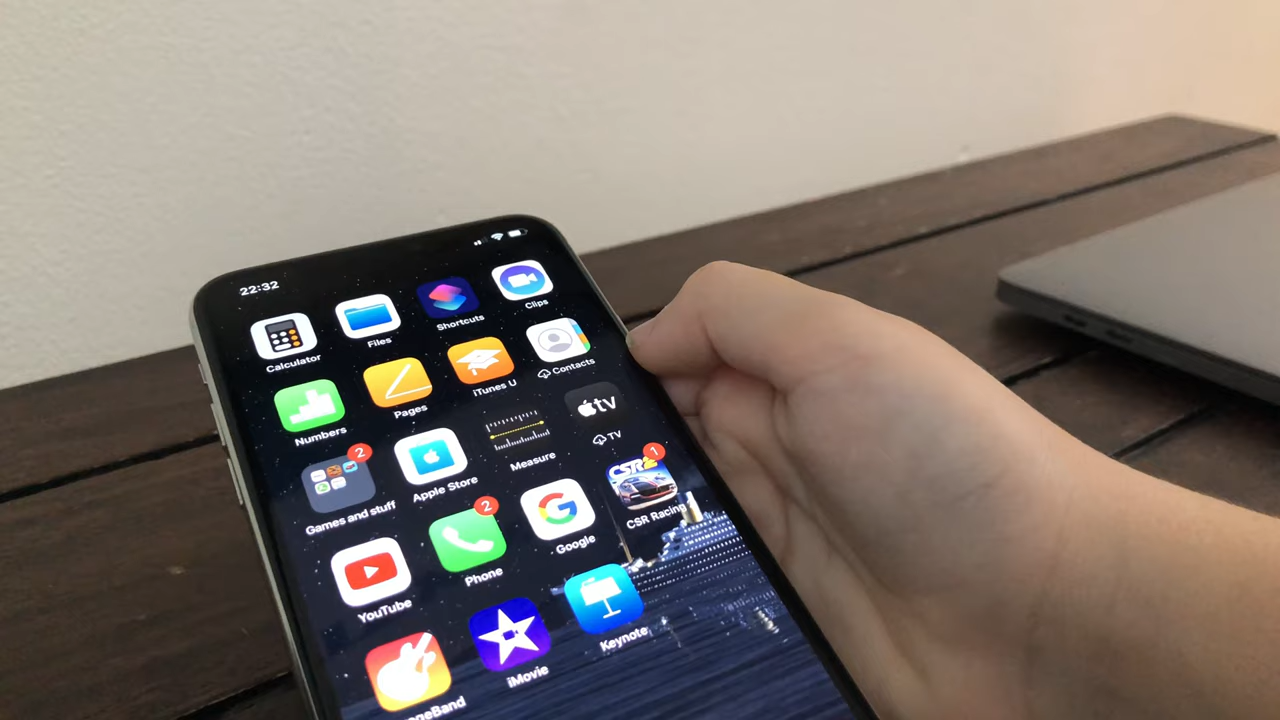 22:32
Calculator
Files
Shortcuts
Clips
Numbers
Pages
iTunes U
Contacts
Games and stuff
2
Apple Store
Measure
tv
TV
YouTube
Phone
2
Google
CSR2
1
CSR Racing
iMovie
Keynote